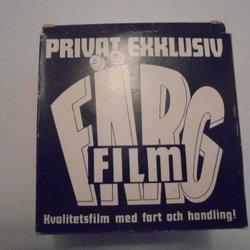 PRIVAT EXKLUSIV
FÄRG
FILM
Kvalitetsfilm med fart och handling!